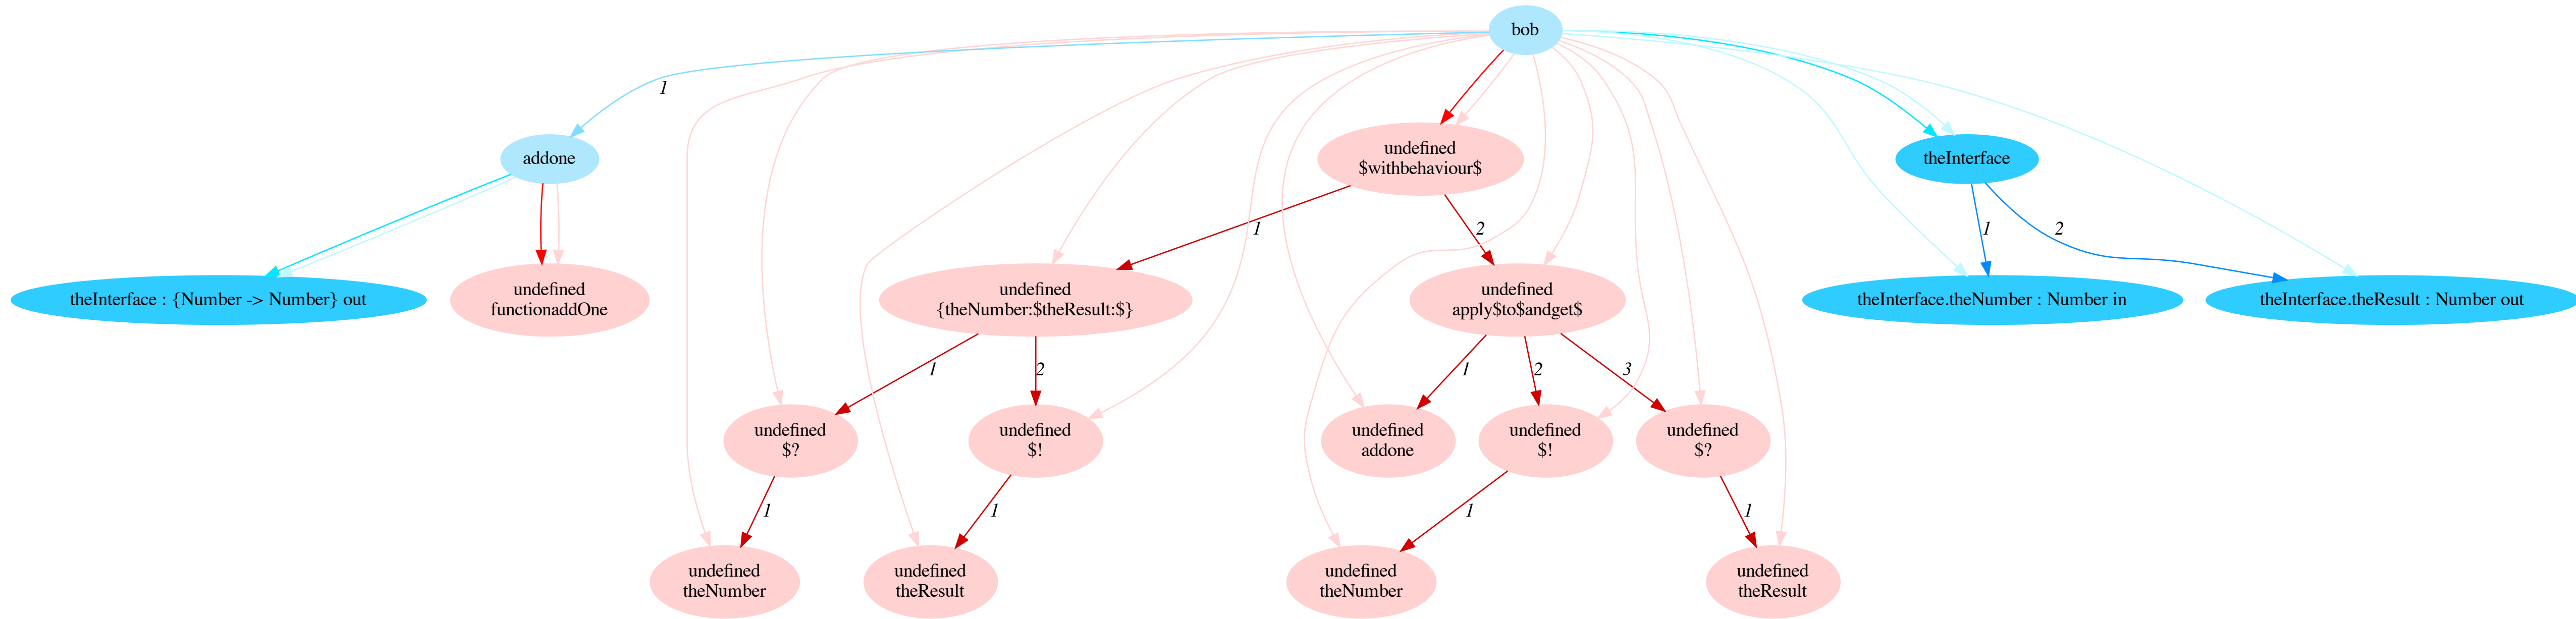 bob
1
addone
undefined
$withbehaviour$
theInterface
1
2
1
2
theInterface : {Number -> Number} out
undefined
functionaddOne
undefined
{theNumber:$theResult:$}
undefined
apply$to$andget$
theInterface.theNumber : Number in
theInterface.theResult : Number out
1
2
1
2
3
undefined
$?
undefined
$!
undefined
addone
undefined
$!
undefined
$?
1
1
1
1
undefined
theNumber
undefined
theResult
undefined
theNumber
undefined
theResult